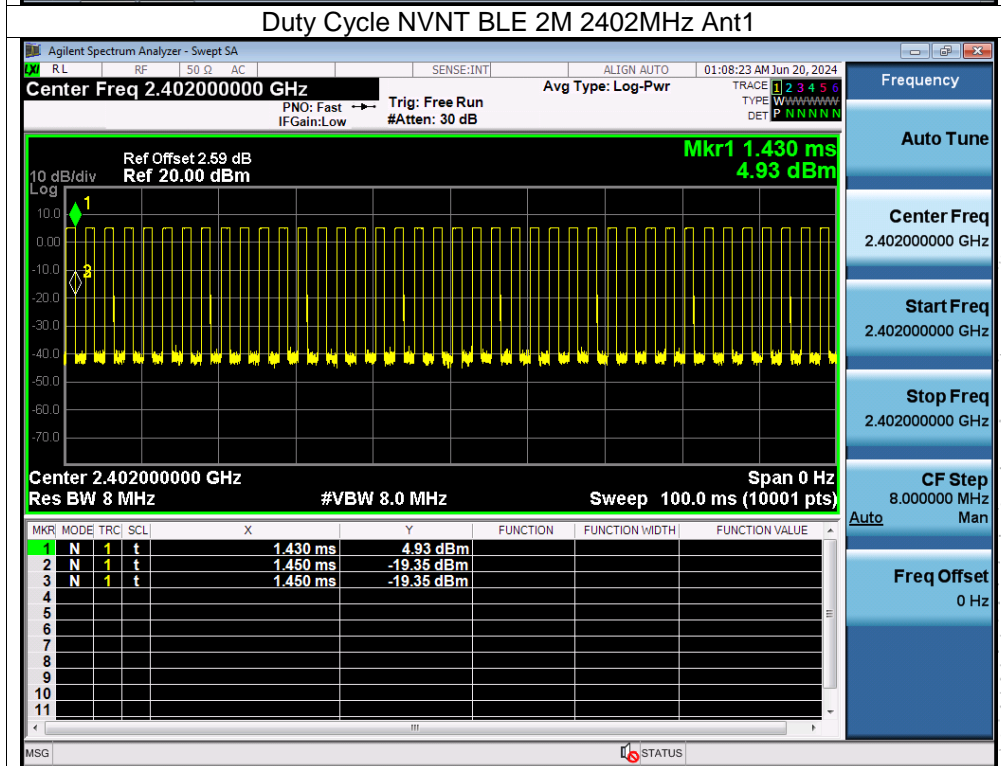 Duty Cycle NVNT BLE 2M 2402MHz Ant1
Agilent Spectrum Analyzer - Swept SA
LXI RL RF 50 Ω AC SENSE:INT ALIGN AUTO 01:08:23 AM Jun 20, 2024
Center Freq 2.402000000 GHz
PNO: Fast
IFGain:Low
Trig: Free Run
#Atten: 30 dB
Avg Type: Log-Pwr
TRACE 1 2 3 4 5 6
TYPE WWWWWWW
DET P N N N N N
Frequency
Auto Tune
Center Freq
2.402000000 GHz
Start Freq
2.402000000 GHz
Stop Freq
2.402000000 GHz
CF Step
8.000000 MHz
Auto Man
Freq Offset
0 Hz
Mkr1 1.430 ms
4.93 dBm
Ref Offset 2.59 dB
10 dB/div Ref 20.00 dBm
Log
1
10.0
0.00
-10.0
-20.0
-30.0
-40.0
-50.0
-60.0
-70.0
Center 2.402000000 GHz Span 0 Hz
Res BW 8 MHz #VBW 8.0 MHz Sweep 100.0 ms (10001 pts)
MKR MODE TRC SCL X Y FUNCTION FUNCTION WIDTH FUNCTION VALUE
1 N 1 t 1.430 ms 4.93 dBm
2 N 1 t 1.450 ms -19.35 dBm
3 N 1 t 1.450 ms -19.35 dBm
4
5
6
7
8
9
10
11
MSG STATUS